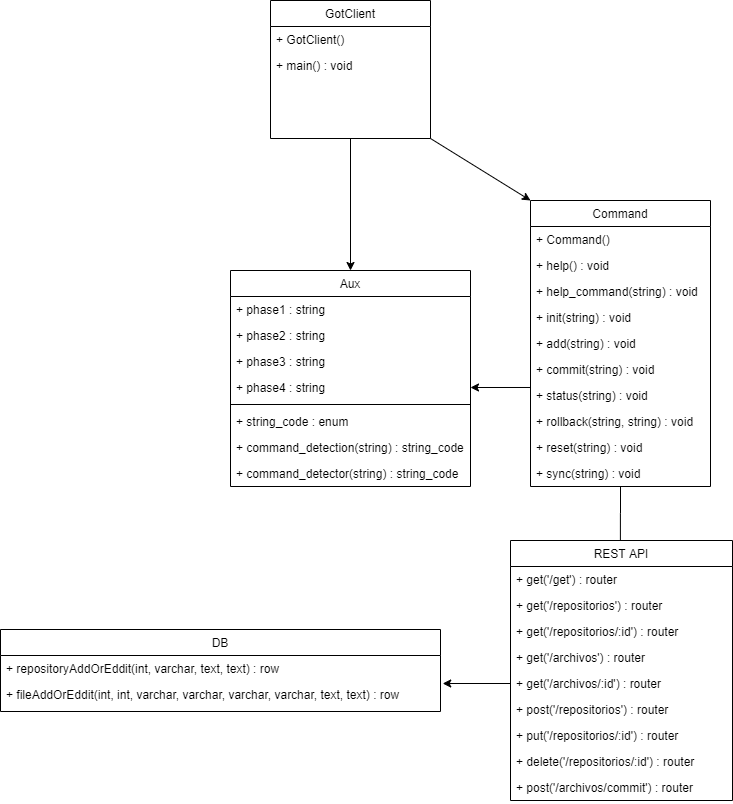 GotClient
+ GotClient()
+ main() : void
Command
+ Command()
+ help() : void
+ help_command(string) : void
+ init(string) : void
+ add(string) : void
+ commit(string) : void
+ status(string) : void
+ rollback(string, string) : void
+ reset(string) : void
+ sync(string) : void
Aux
+ phase1 : string
+ phase2 : string
+ phase3 : string
+ phase4 : string
+ string_code : enum
+ command_detection(string) : string_code
+ command_detector(string) : string_code
REST API
+ get('/get') : router
+ get('/repositorios') : router
+ get('/repositorios/:id') : router
+ get('/archivos') : router
+ get('/archivos/:id') : router
+ post('/repositorios') : router
+ put('/repositorios/:id') : router
+ delete('/repositorios/:id') : router
+ post('/archivos/commit') : router
DB
+ repositoryAddOrEddit(int, varchar, text, text) : row
+ fileAddOrEddit(int, int, varchar, varchar, varchar, varchar, text, text) : row